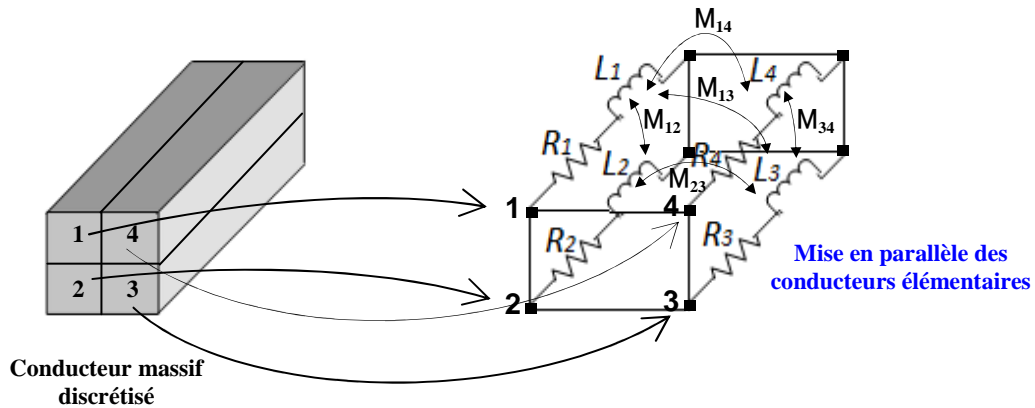 M14
L1
L4
M13
M12
M34
R1
L2
R4
L3
M23
1
4
R2
R3
1
4
2
3
2
3
Mise en parallèle des
conducteurs élémentaires
Conducteur massif
discrétisé